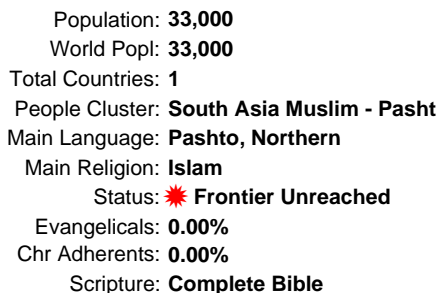 Population: 33,000
World Popl: 33,000
Total Countries: 1
People Cluster: South Asia Muslim - Pasht
Main Language: Pashto, Northern
Main Religion: Islam
Status: Frontier Unreached
Evangelicals: 0.00%
Chr Adherents: 0.00%
Scripture: Complete Bible